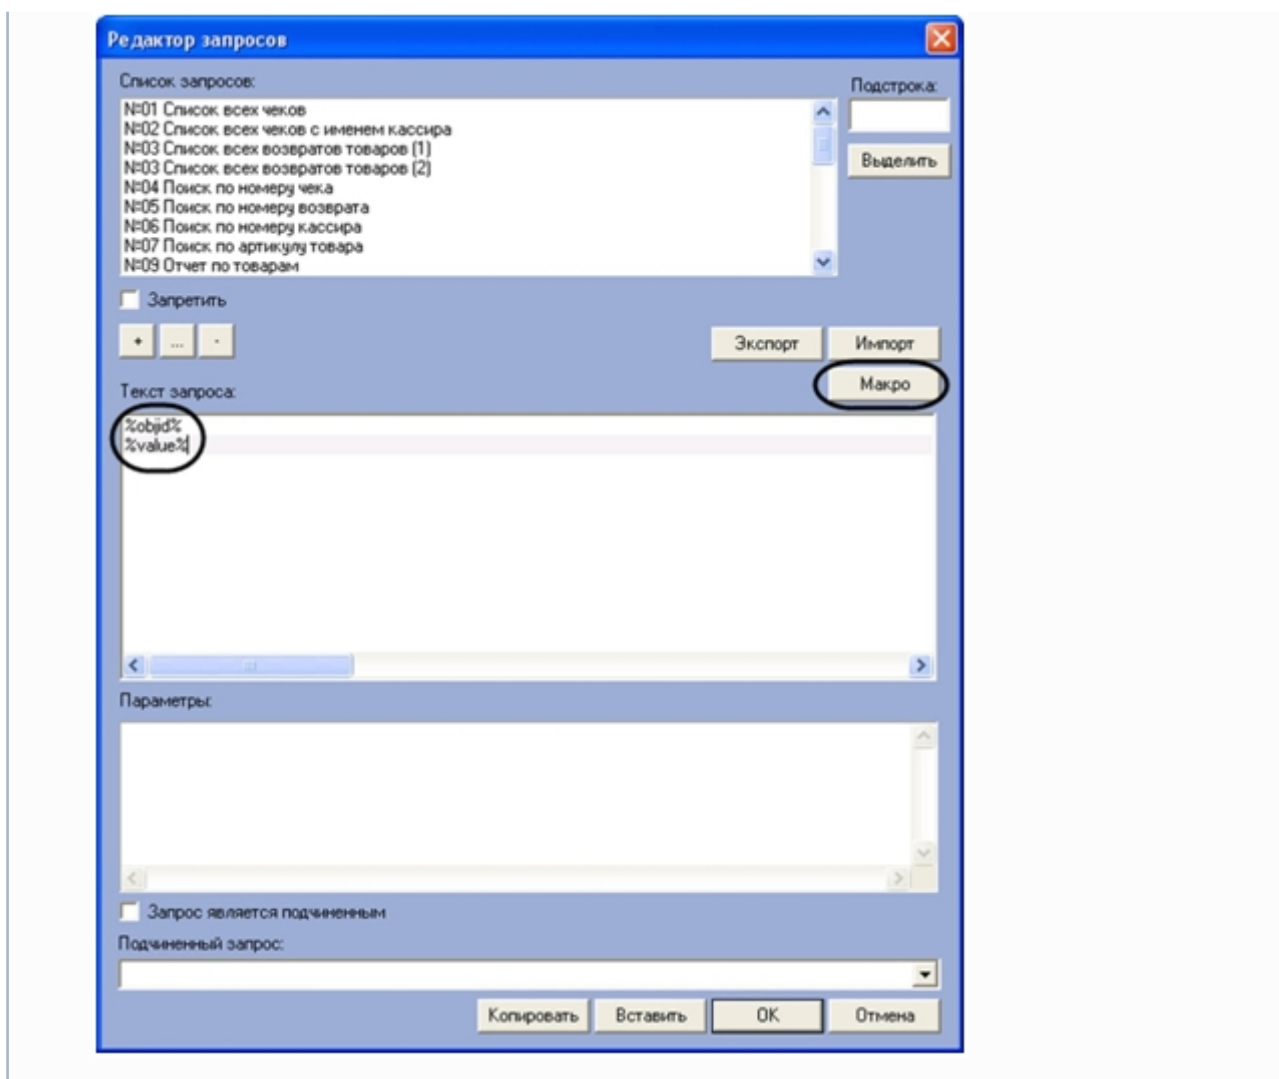 Редактор запросов
Список запросов:
Подстрока:
№01 Список всех чеков
№02 Список всех чеков с именем кассира
№03 Список всех возвратов товаров (1)
№03 Список всех возвратов товаров (2)
№04 Поиск по номеру чека
№05 Поиск по номеру возврата
№06 Поиск по номеру кассира
№07 Поиск по артикулу товара
№09 Отчет по товарам
Выделить
Запретить
+ ... -
Экспорт Импорт
Макро
Текст запроса:
%objid%
%value%
Параметры:
Запрос является подчиненным
Подчиненный запрос:
Копировать Вставить OK Отмена